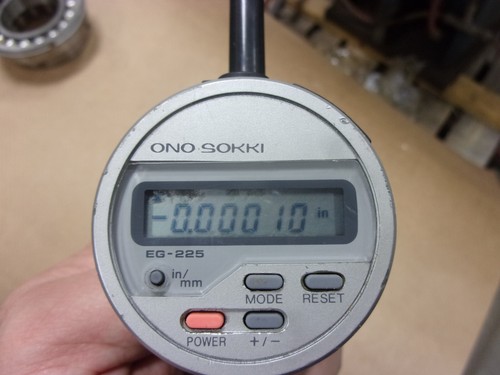 ONO SOKKI
-0.00010 in
EG-225
in/
mm
MODE RESET
POWER +/-